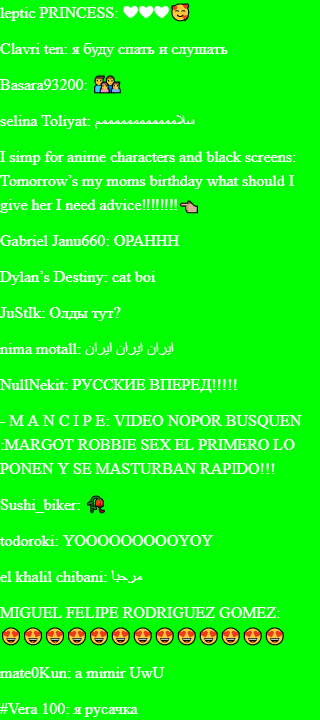 leptic PRINCESS: 🤍🤍🤍🥰
Clavri ten: я буду спать и слушать
Basara93200: 👨‍👩‍👧‍👦
selina Toliyat: سلاممممممممممممم
I simp for anime characters and black screens:
Tomorrow’s my moms birthday what should I
give her I need advice!!!!!!!!👈🏼
Gabriel Janu660: OPAHHH
Dylan’s Destiny: cat boi
JuStIk: Олды тут?
nima motall: ایران ایران ایران
NullNekit: РУССКИЕ ВПЕРЕД!!!!!
- M A N C I P E: VIDEO NOPOR BUSQUEN
:MARGOT ROBBIE SEX EL PRIMERO LO
PONEN Y SE MASTURBAN RAPIDO!!!
Sushi_biker: 🥀
todoroki: YOOOOOOOOOYOY
el khalil chibani: مرحبا
MIGUEL FELIPE RODRIGUEZ GOMEZ:
😍😍😍😍😍😍😍😍😍😍😍😍😍
mate0Kun: a mimir UwU
#Vera 100: я русачка